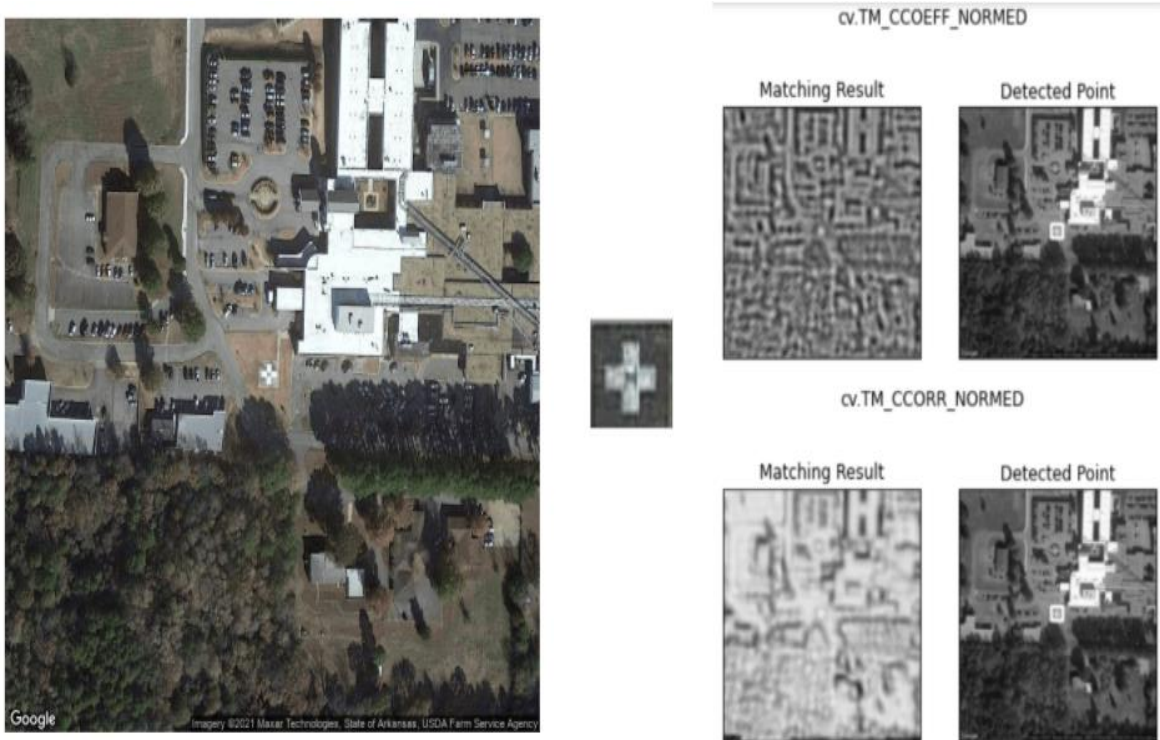 cv.TM_CCOEFF_NORMED
Matching Result
Detected Point
cv.TM_CCORR_NORMED
Matching Result
Detected Point
Google
Imagery ©2021 Maxar Technologies, State of Arkansas, USDA Farm Service Agency